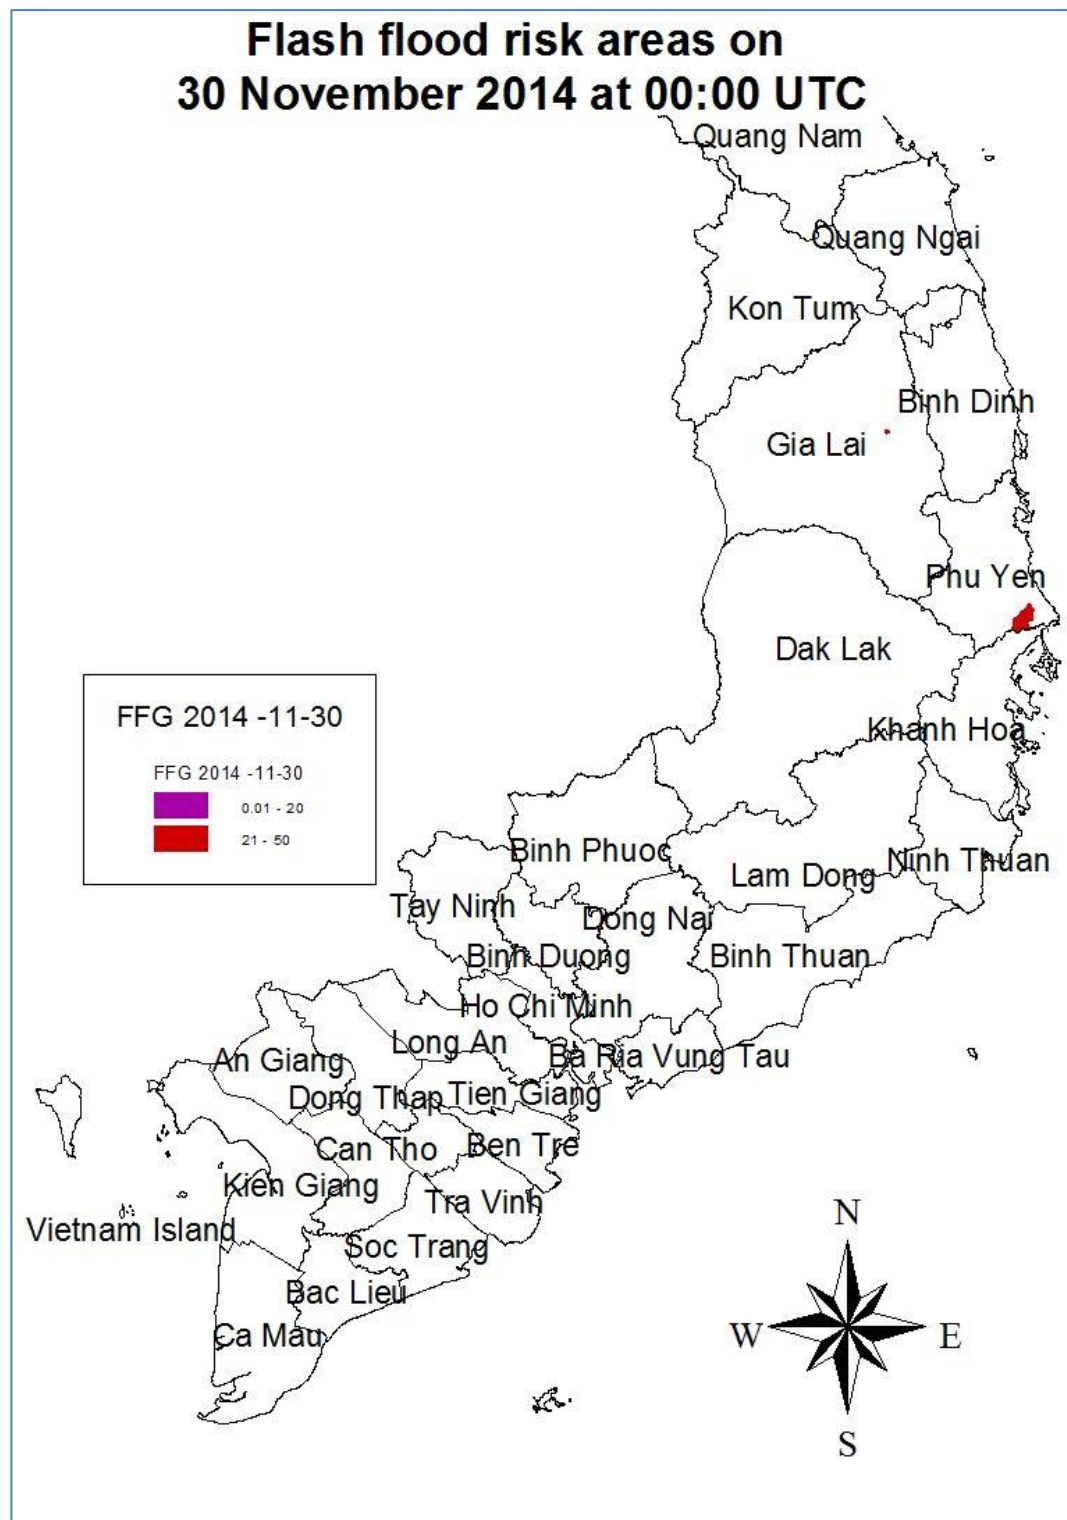 Flash flood risk areas on
30 November 2014 at 00:00 UTC
Quang Nam
Quang Ngai
Kon Tum
Binh Dinh
Gia Lai
Phu Yen
Dak Lak
Khanh Hoa
FFG 2014 -11-30
FFG 2014 -11-30
0.01 - 20
21 - 50
Binh Phuoc
Ninh Thuan
Lam Dong
Tay Ninh
Dong Nai
Binh Duong
Binh Thuan
Ho Chi Minh
Long An
Ba Ria Vung Tau
An Giang
Dong Thap
Tien Giang
Can Tho
Ben Tre
Kien Giang
Tra Vinh
Vietnam Island
Soc Trang
Bac Lieu
Ca Mau
N
W
E
S